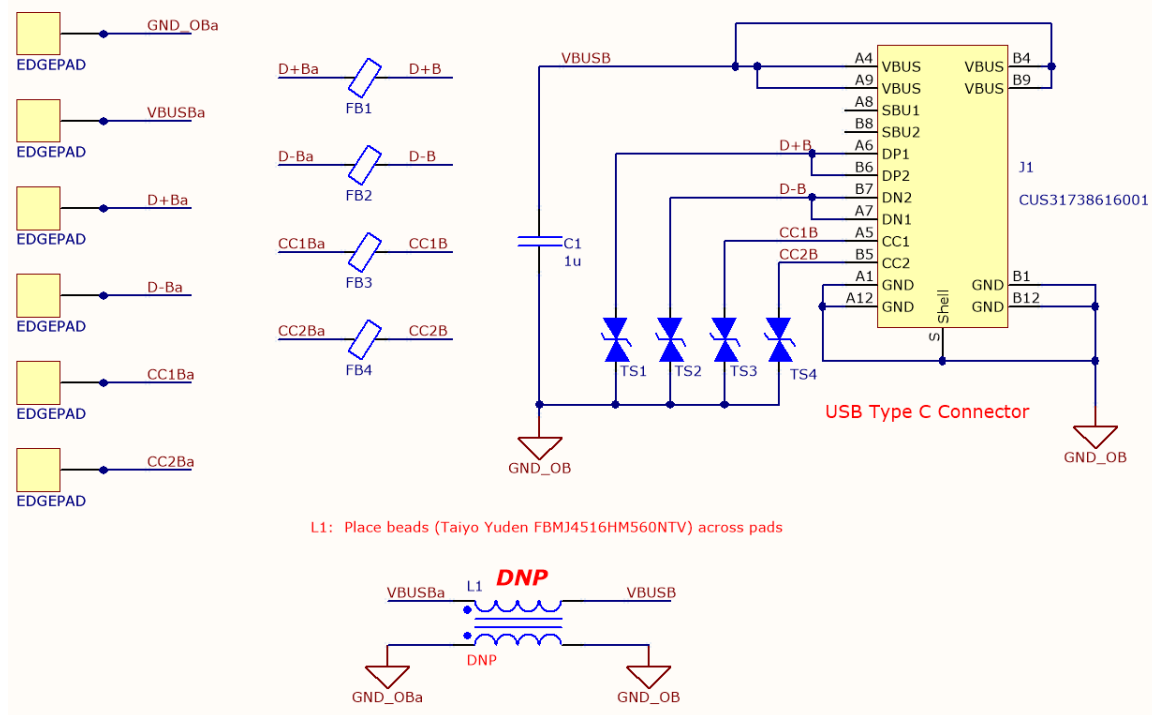 GND_OBa
EDGEPAD
VBUSBa
EDGEPAD
D+Ba
EDGEPAD
D-Ba
EDGEPAD
CC1Ba
EDGEPAD
CC2Ba
EDGEPAD
D+Ba D+B
FB1
D-Ba D-B
FB2
CC1Ba CC1B
FB3
CC2Ba CC2B
FB4
VBUSB
C1
1u
D+B
D-B
CC1B
CC2B
TS1 TS2 TS3 TS4
GND_OB
A4 VBUS VBUS B4
A9 VBUS VBUS B9
A8 SBU1
B8 SBU2
A6 DP1
B6 DP2
B7 DN2
A7 DN1
A5 CC1
B5 CC2
A1 GND GND B1
A12 GND GND B12
Shell
S
J1
CUS31738616001
USB Type C Connector
GND_OB
L1: Place beads (Taiyo Yuden FBMJ4516HM560NTV) across pads
DNP
L1
VBUSBa VBUSB
DNP
GND_OBa GND_OB